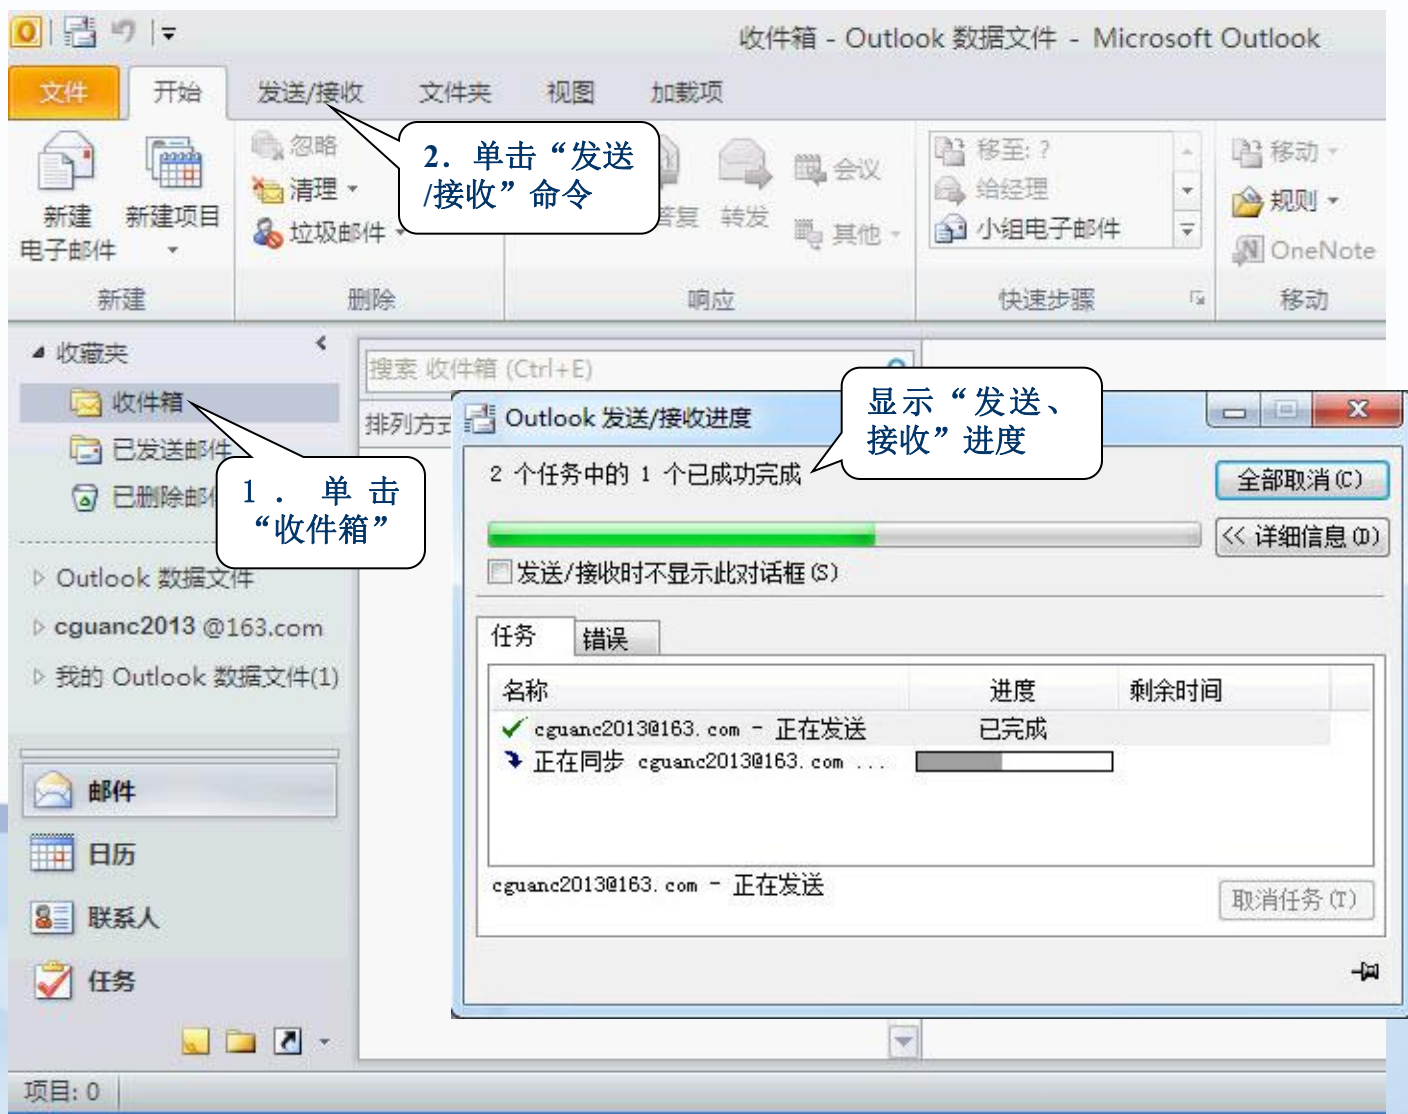 收件箱 - Outlook 数据文件 - Microsoft Outlook
文件 开始 发送/接收 文件夹 视图 加载项
新建
电子邮件
新建项目
新建
忽略
清理
垃圾邮件
删除
2. 单击“发送
/接收”命令
答复 转发
会议
其他
响应
移至: ?
给经理
小组电子邮件
快速步骤
移动
规则
OneNote
移动
收藏夹
收件箱
已发送邮件
已删除邮
1 . 单 击
“收件箱”
Outlook 数据文件
cguanc2013 @163.com
我的 Outlook 数据文件(1)
邮件
日历
联系人
任务
搜索 收件箱 (Ctrl+E)
排列方式
Outlook 发送/接收进度
显示“发送、
接收”进度
2 个任务中的 1 个已成功完成
全部取消(C)
<< 详细信息(D)
发送/接收时不显示此对话框(S)
任务 错误
名称 进度 剩余时间
cguanc2013@163.com - 正在发送 已完成
正在同步 cguanc2013@163.com ...
cguanc2013@163.com - 正在发送
取消任务(T)
项目: 0